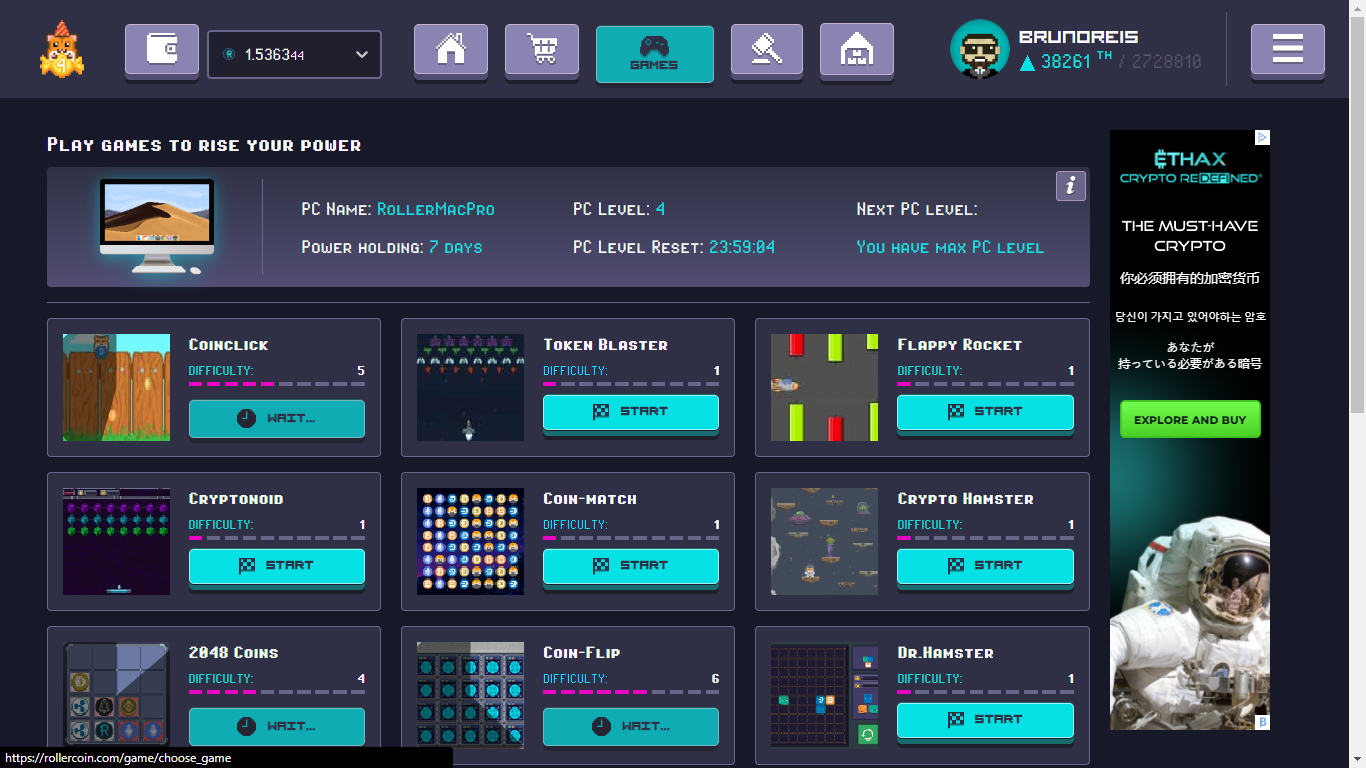 1.536344
GAMES
BRUNOREIS
38261 TH / 2728810
Play games to rise your power
PC Name: RollerMacPro
PC Level: 4
Next PC level:
Power holding: 7 days
PC Level Reset: 23:59:04
You have max PC level
Coinclick
Difficulty: 5
WAIT...
Token Blaster
Difficulty: 1
START
Flappy Rocket
Difficulty: 1
START
Cryptonoid
Difficulty: 1
START
Coin-match
Difficulty: 1
START
Crypto Hamster
Difficulty: 1
START
2048 Coins
Difficulty: 4
WAIT...
Coin-Flip
Difficulty: 6
WAIT...
Dr.Hamster
Difficulty: 1
START
ETHAX
CRYPTO REDEFINED
THE MUST-HAVE
CRYPTO
你必须拥有的加密货币
당신이 가지고 있어야하는 암호
あなたが
持っている必要がある暗号
EXPLORE AND BUY
https://rollercoin.com/game/choose_game